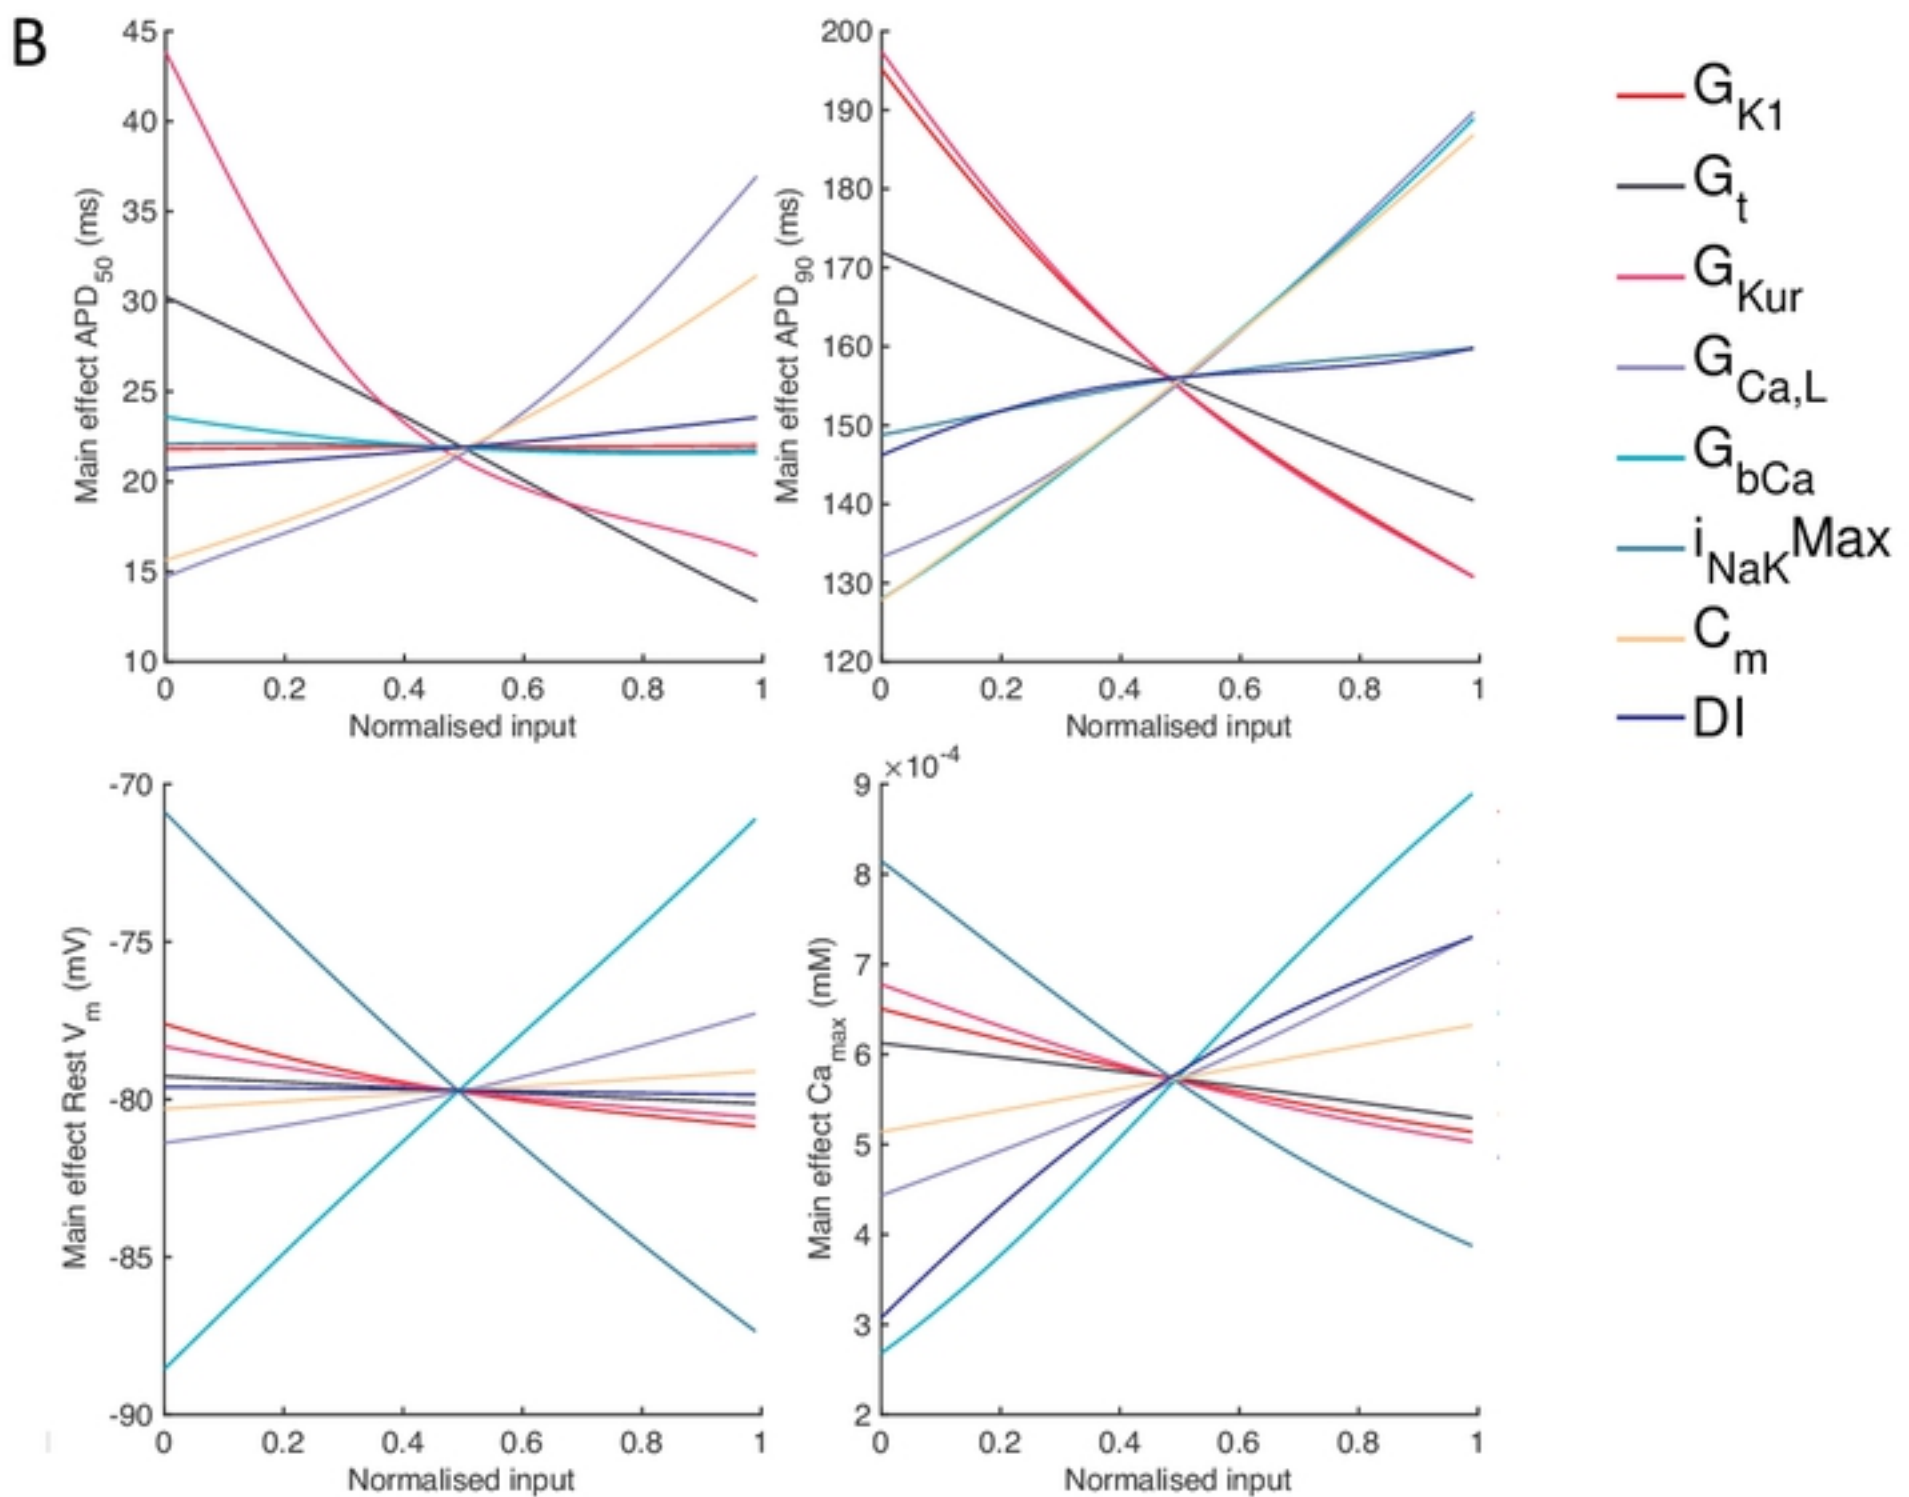 B
45
40
35
30
25
20
15
10
Main effect APD50 (ms)
0 0.2 0.4 0.6 0.8 1
Normalised input
200
190
180
170
160
150
140
130
120
Main effect APD90 (ms)
0 0.2 0.4 0.6 0.8 1
Normalised input
GK1
Gt
GKur
GCa,L
GbCa
iNaKMax
Cm
DI
-70
-75
-80
-85
-90
Main effect Rest Vm (mV)
0 0.2 0.4 0.6 0.8 1
Normalised input
×10-4
9
8
7
6
5
4
3
2
Main effect Camax (mM)
0 0.2 0.4 0.6 0.8 1
Normalised input